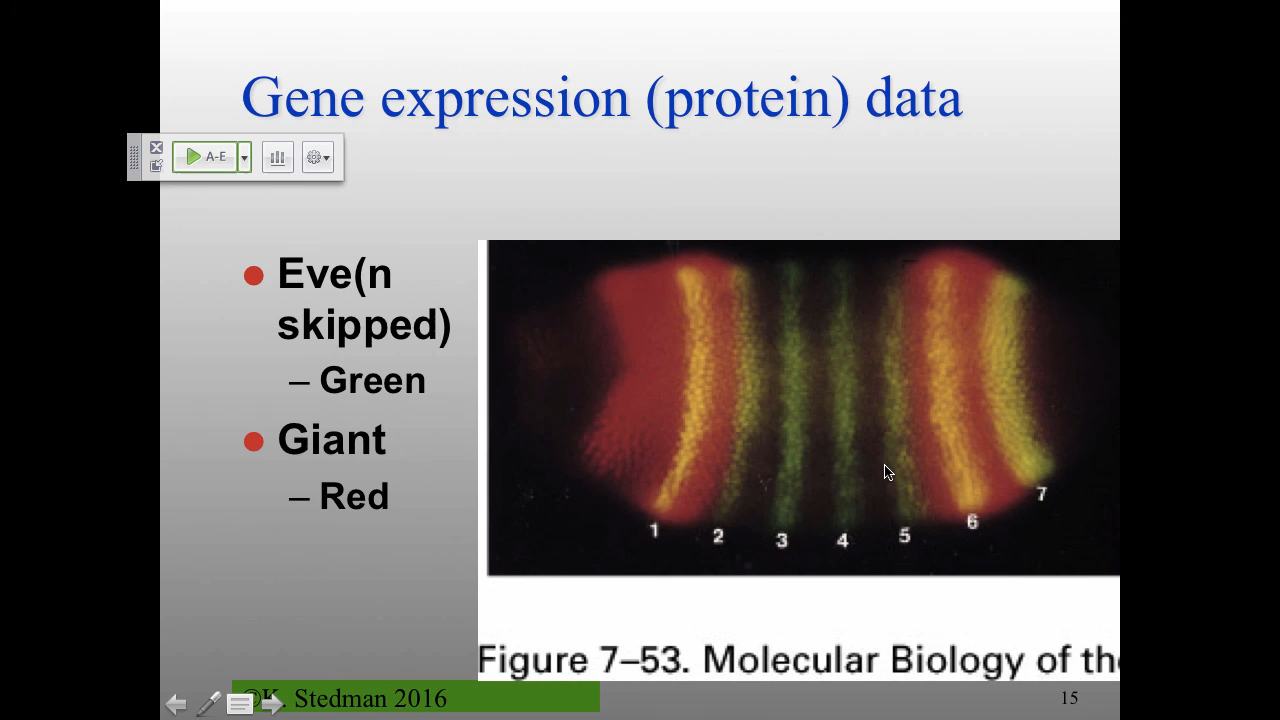 Gene expression (protein) data
A-E
Eve(n
skipped)
– Green
Giant
– Red
1 2 3 4 5 6 7
Figure 7–53. Molecular Biology of the
©K. Stedman 2016
15